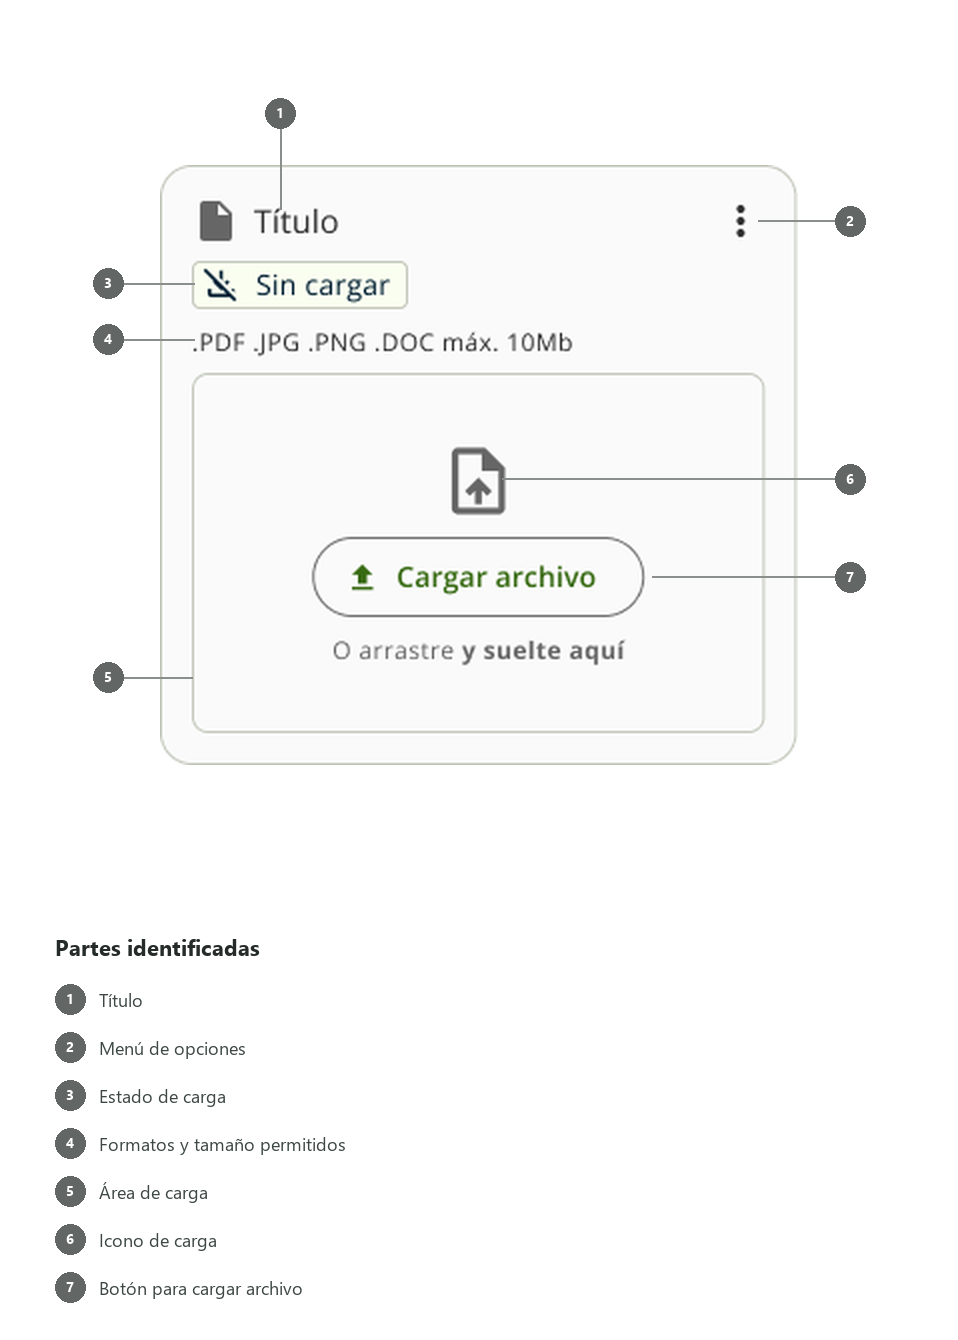 1
Título
2
3
Sin cargar
4
.PDF .JPG .PNG .DOC máx. 10Mb
6
Cargar archivo
7
O arrastre y suelte aquí
5
Partes identificadas
1 Título
2 Menú de opciones
3 Estado de carga
4 Formatos y tamaño permitidos
5 Área de carga
6 Icono de carga
7 Botón para cargar archivo